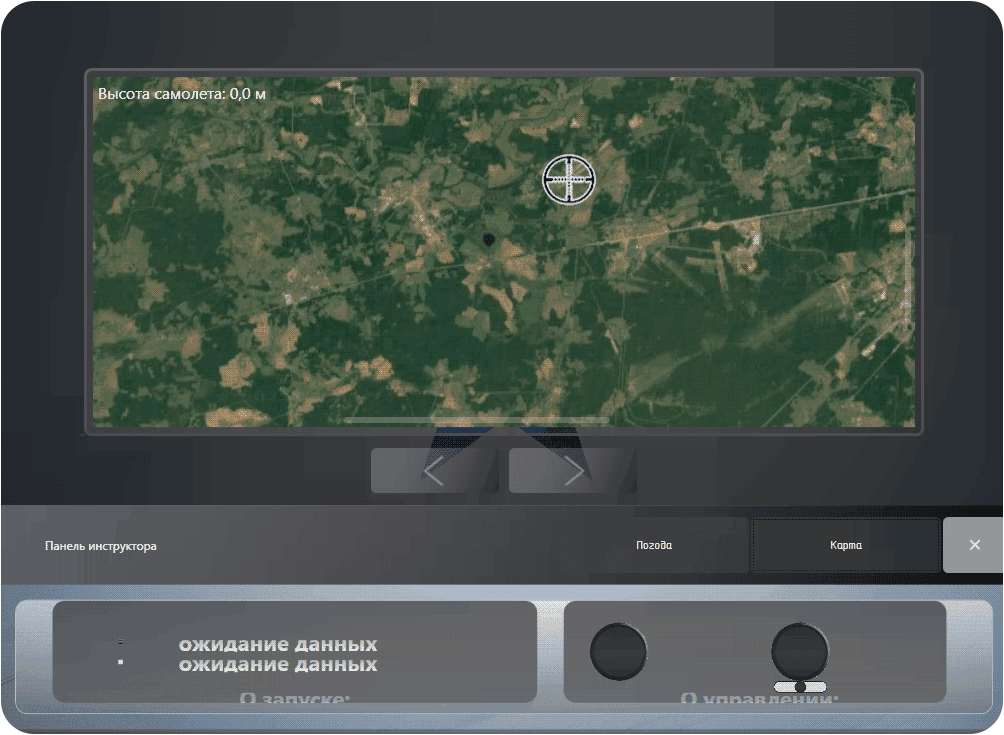 Высота самолета: 0,0 м
Панель инструктора
Погода
Карта
ожидание данных
ожидание данных
О запуске:
О управлении: